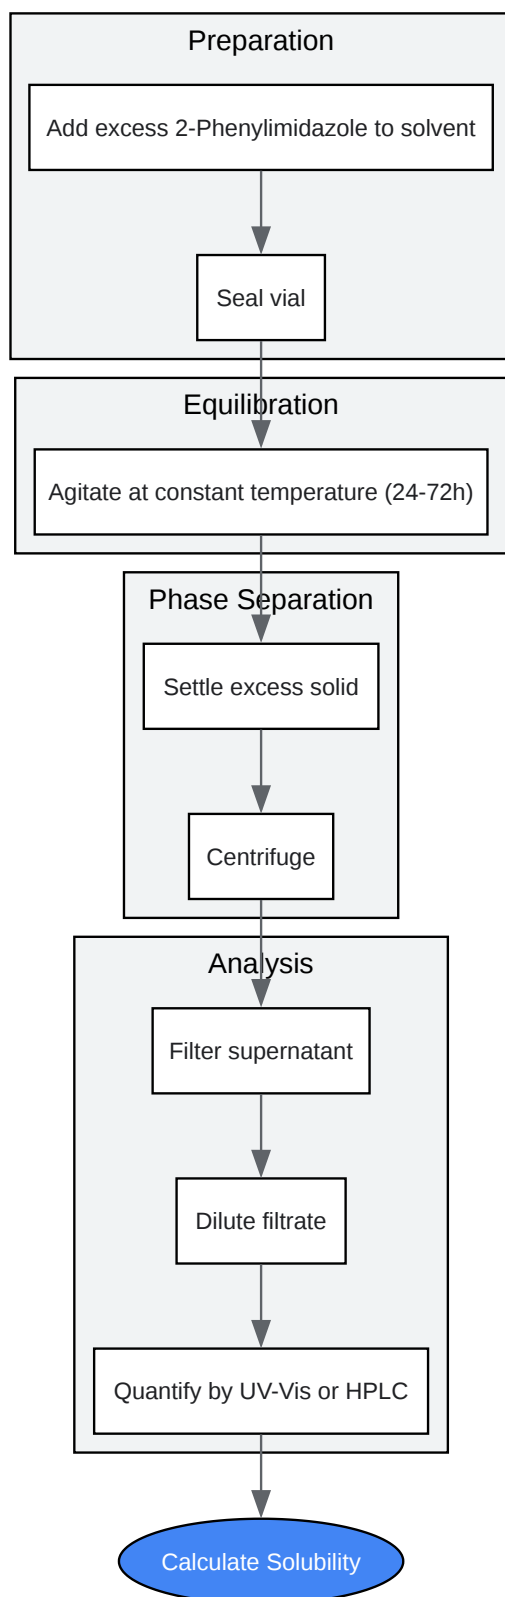 Preparation
Add excess 2-Phenylimidazole to solvent
Seal vial
Equilibration
Agitate at constant temperature (24-72h)
Phase Separation
Settle excess solid
Centrifuge
Analysis
Filter supernatant
Dilute filtrate
Quantify by UV-Vis or HPLC
Calculate Solubility